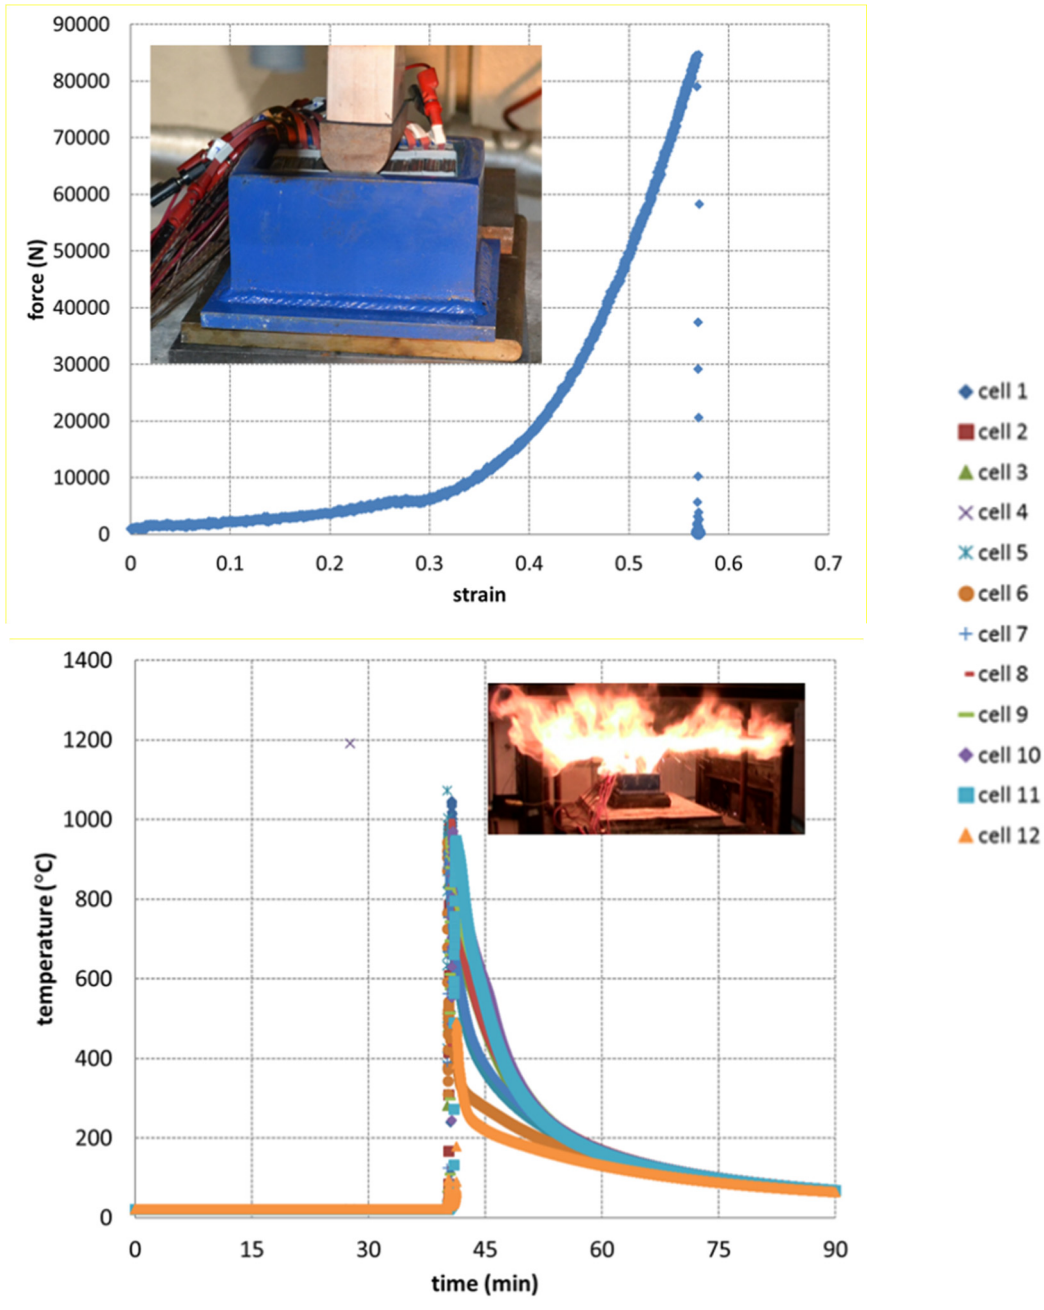 90000
80000
70000
60000
50000
40000
30000
20000
10000
0
force (N)
0 0.1 0.2 0.3 0.4 0.5 0.6 0.7
strain
cell 1
cell 2
cell 3
cell 4
cell 5
cell 6
cell 7
cell 8
cell 9
cell 10
cell 11
cell 12
1400
1200
1000
800
600
400
200
0
temperature (°C)
0 15 30 45 60 75 90
time (min)